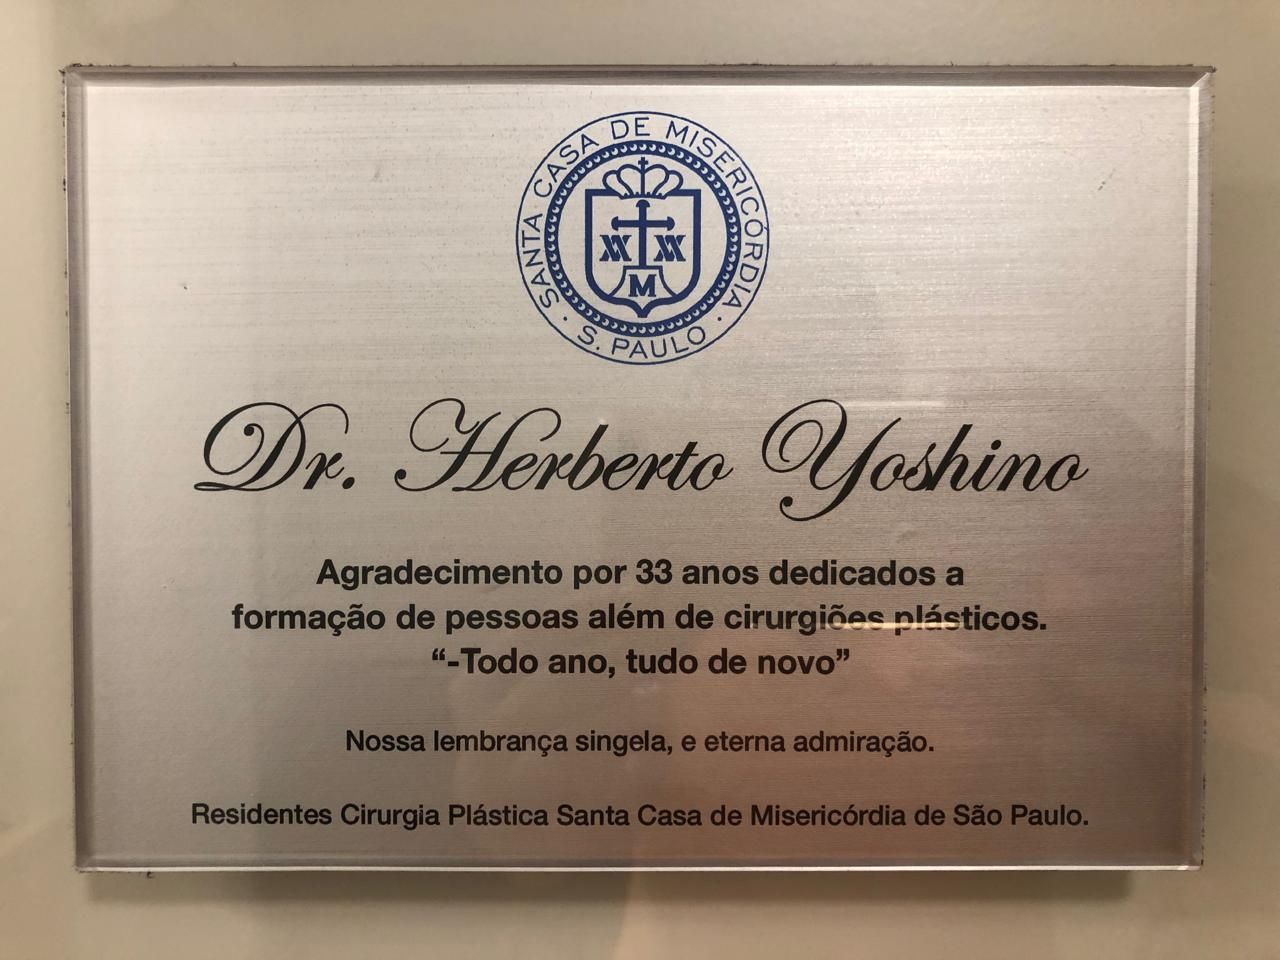 SANTA CASA DE MISERICÓRDIA · S. PAULO ·
M
Dr. Herberto Yoshino
Agradecimento por 33 anos dedicados a
formação de pessoas além de cirurgiões plásticos.
“-Todo ano, tudo de novo”
Nossa lembrança singela, e eterna admiração.
Residentes Cirurgia Plástica Santa Casa de Misericórdia de São Paulo.